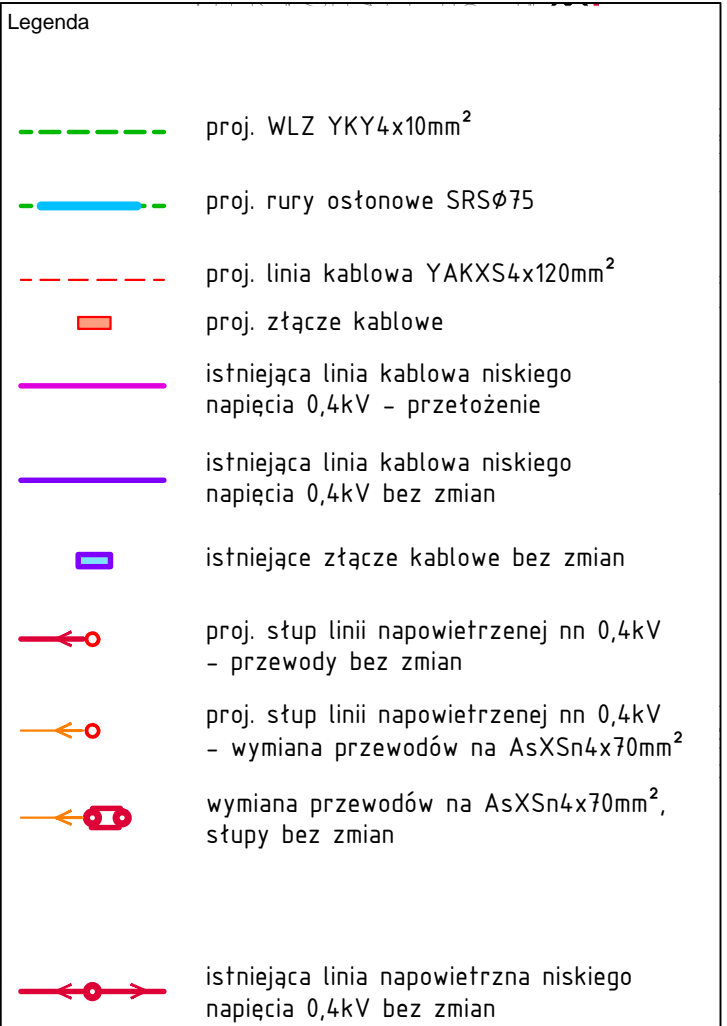 Legenda
proj. WLZ YKY4x10mm²
proj. rury osłonowe SRSØ75
proj. linia kablowa YAKXS4x120mm²
proj. złącze kablowe
istniejąca linia kablowa niskiego
napięcia 0,4kV - przełożenie
istniejąca linia kablowa niskiego
napięcia 0,4kV bez zmian
istniejące złącze kablowe bez zmian
proj. słup linii napowietrzenej nn 0,4kV
- przewody bez zmian
proj. słup linii napowietrzenej nn 0,4kV
- wymiana przewodów na AsXSn4x70mm²
wymiana przewodów na AsXSn4x70mm²,
słupy bez zmian
istniejąca linia napowietrzna niskiego
napięcia 0,4kV bez zmian